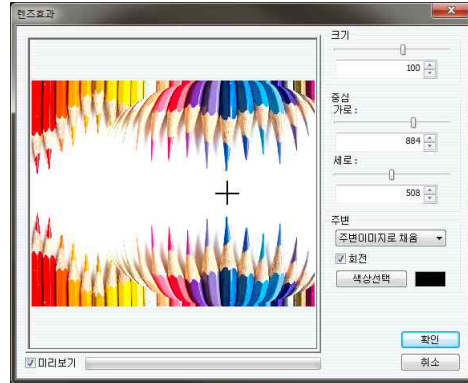 렌즈효과
크기
100
중심
가로 :
884
세로 :
508
주변
주변이미지로 채움
회전
색상선택
확인
미리보기
취소